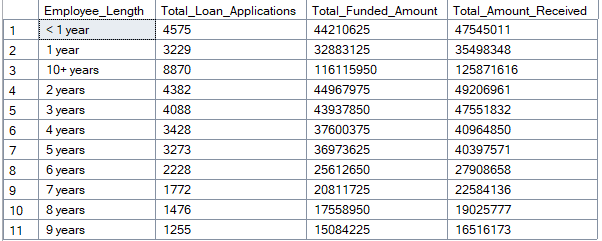 Employee_Length Total_Loan_Applications Total_Funded_Amount Total_Amount_Received
1 < 1 year 4575 44210625 47545011
2 1 year 3229 32883125 35498348
3 10+ years 8870 116115950 125871616
4 2 years 4382 44967975 49206961
5 3 years 4088 43937850 47551832
6 4 years 3428 37600375 40964850
7 5 years 3273 36973625 40397571
8 6 years 2228 25612650 27908658
9 7 years 1772 20811725 22584136
10 8 years 1476 17558950 19025777
11 9 years 1255 15084225 16516173